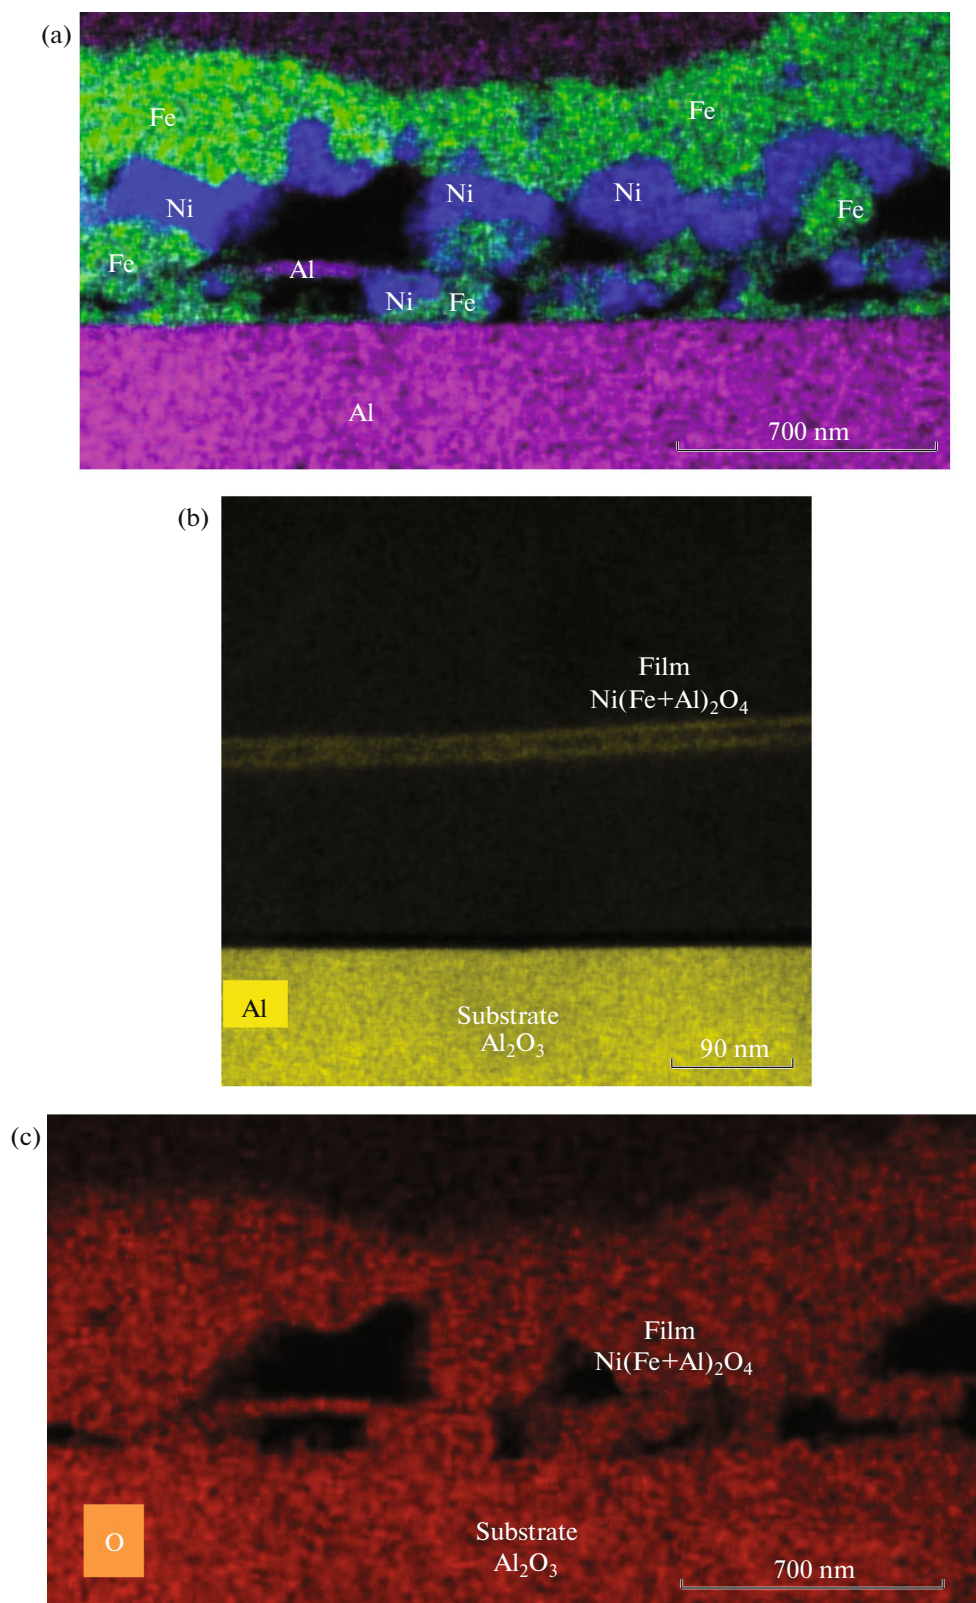 (a)
Fe
Fe
Ni
Ni
Ni
Fe
Fe
Al
Ni
Fe
Al
700 nm
(b)
Film
Ni(Fe+Al)₂O₄
Al
Substrate
Al₂O₃
90 nm
(c)
Film
Ni(Fe+Al)₂O₄
O
Substrate
Al₂O₃
700 nm